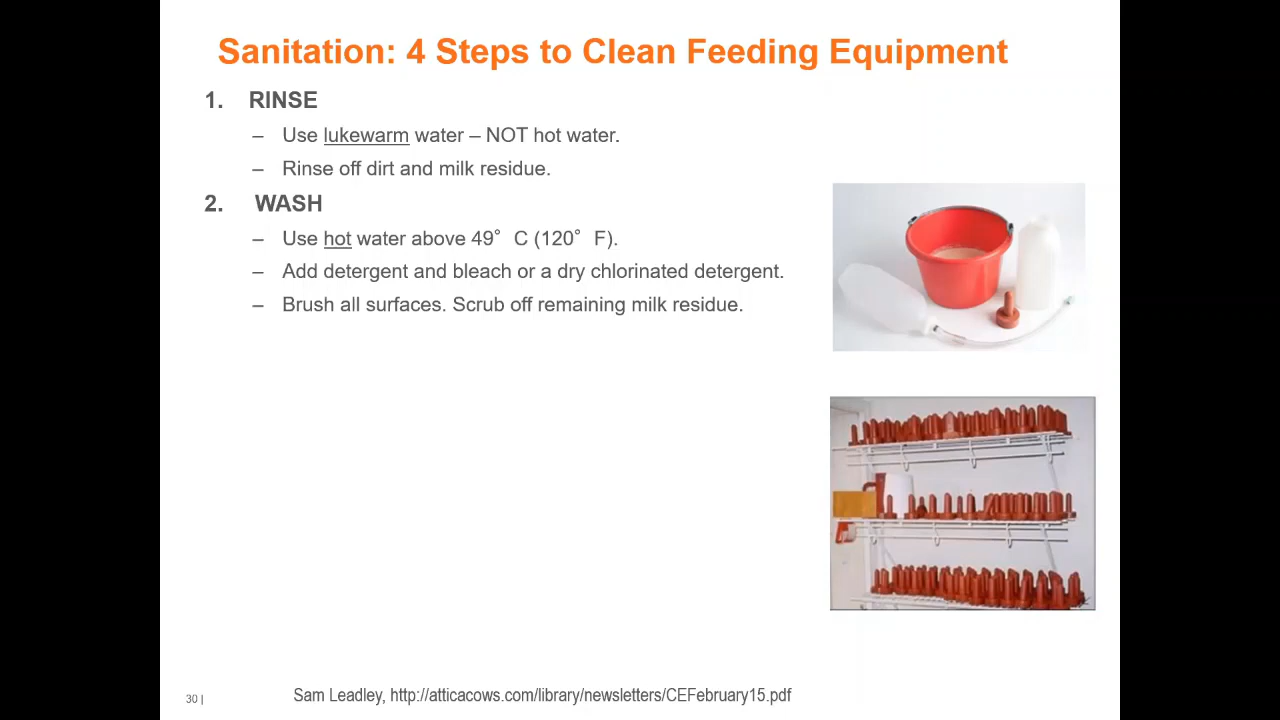 Sanitation: 4 Steps to Clean Feeding Equipment
1. RINSE
– Use lukewarm water – NOT hot water.
– Rinse off dirt and milk residue.
2. WASH
– Use hot water above 49° C (120° F).
– Add detergent and bleach or a dry chlorinated detergent.
– Brush all surfaces. Scrub off remaining milk residue.
30 |
Sam Leadley, http://atticacows.com/library/newsletters/CEFebruary15.pdf